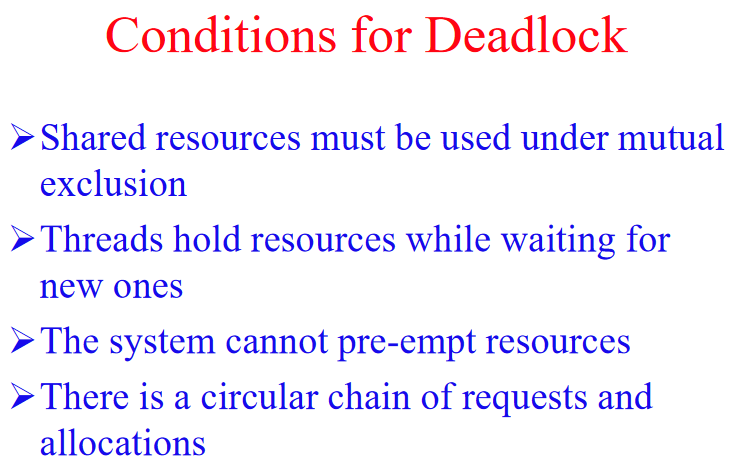 Conditions for Deadlock
➢Shared resources must be used under mutual
exclusion
➢Threads hold resources while waiting for
new ones
➢The system cannot pre-empt resources
➢There is a circular chain of requests and
allocations